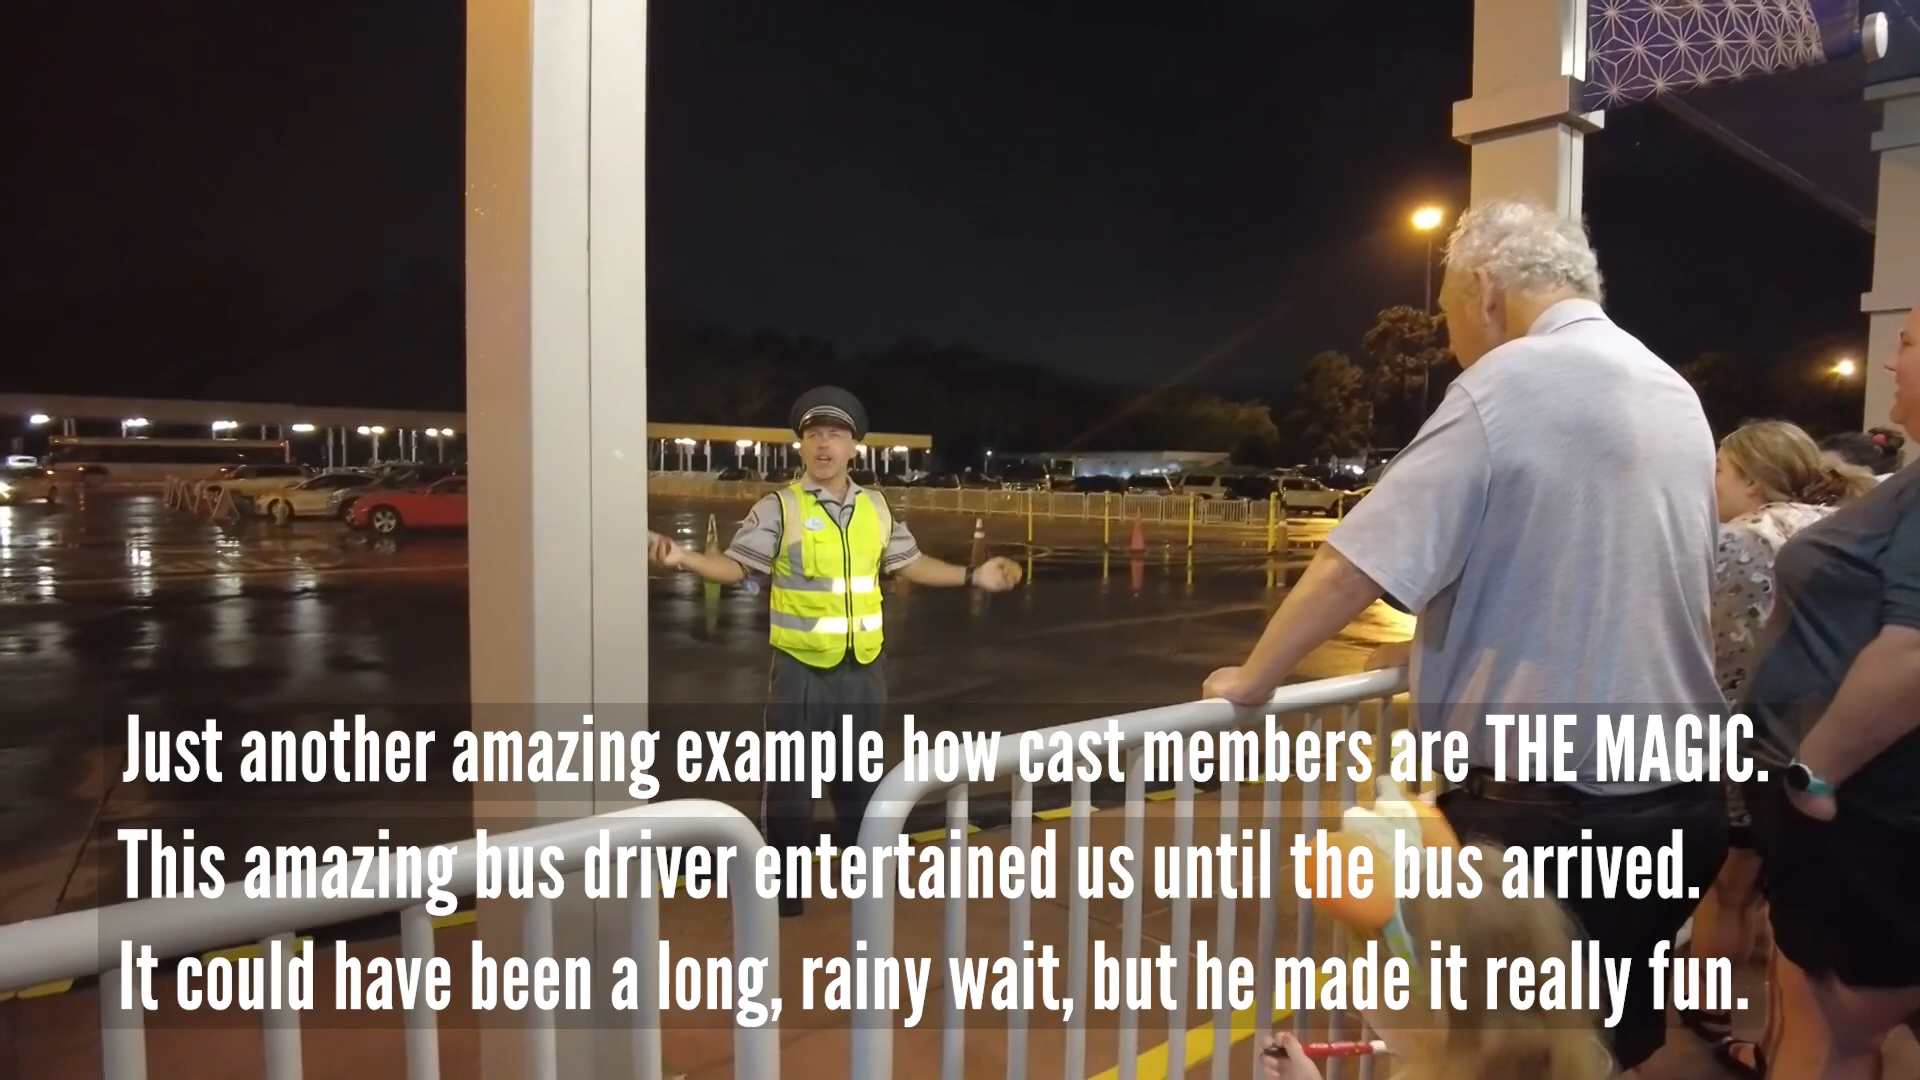 Just another amazing example how cast members are THE MAGIC.
This amazing bus driver entertained us until the bus arrived.
It could have been a long, rainy wait, but he made it really fun.